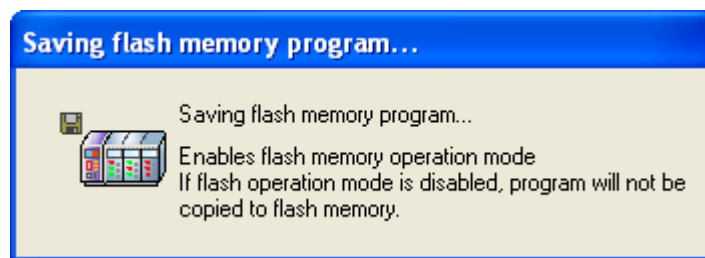 Saving flash memory program...
Saving flash memory program...
Enables flash memory operation mode
If flash operation mode is disabled, program will not be
copied to flash memory.